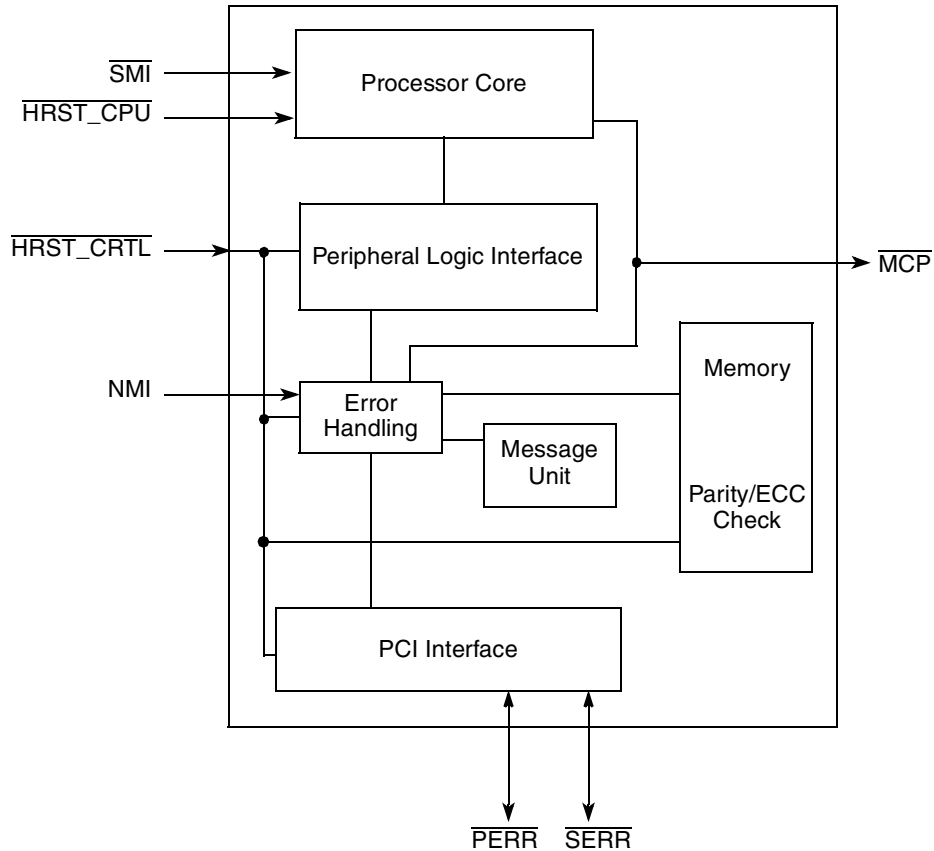 SMI
Processor Core
HRST_CPU
HRST_CRTL
Peripheral Logic Interface
MCP
Memory
NMI
Error
Handling
Message
Unit
Parity/ECC
Check
PCI Interface
PERR
SERR